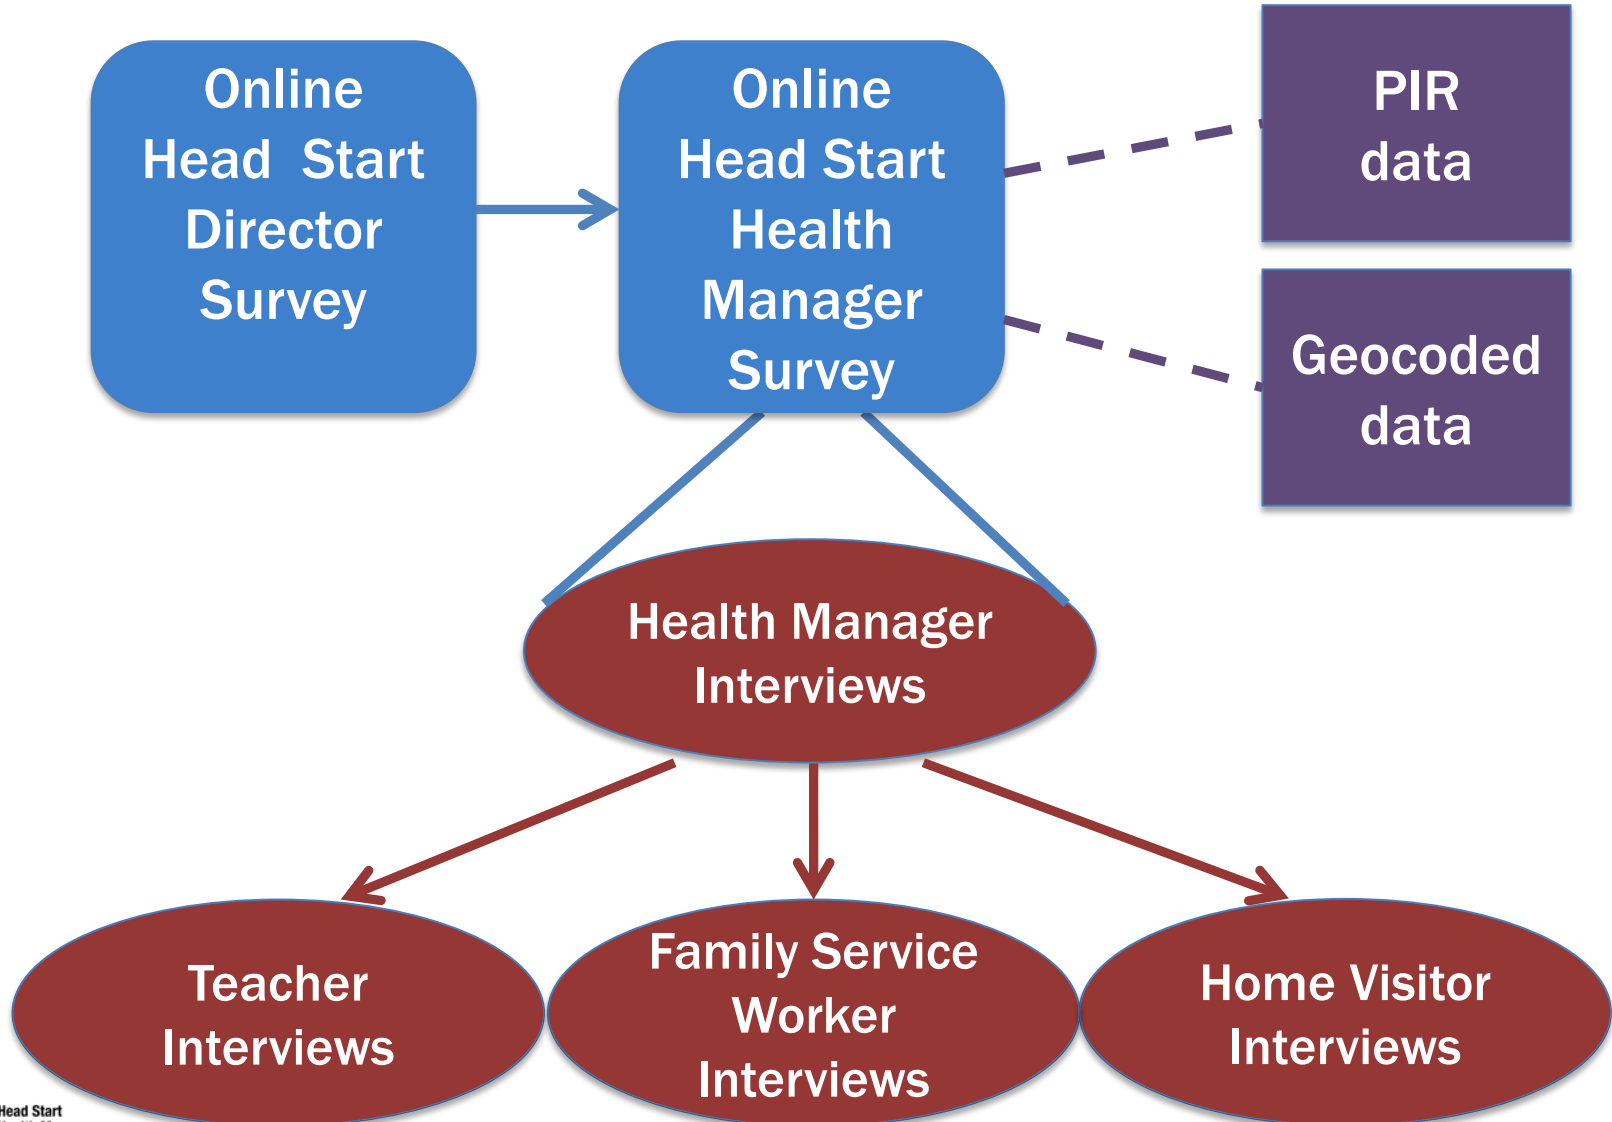 Online
Head Start
Director
Survey
Online
Head Start
Health
Manager
Survey
PIR
data
Geocoded
data
Health Manager
Interviews
Teacher
Interviews
Family Service
Worker
Interviews
Home Visitor
Interviews
Head Start